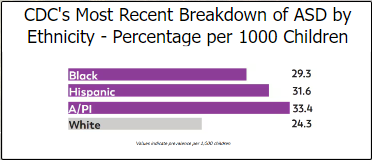 CDC's Most Recent Breakdown of ASD by
Ethnicity - Percentage per 1000 Children
Black 29.3
Hispanic 31.6
A/PI 33.4
White 24.3
Values indicate prevalence per 1,000 children